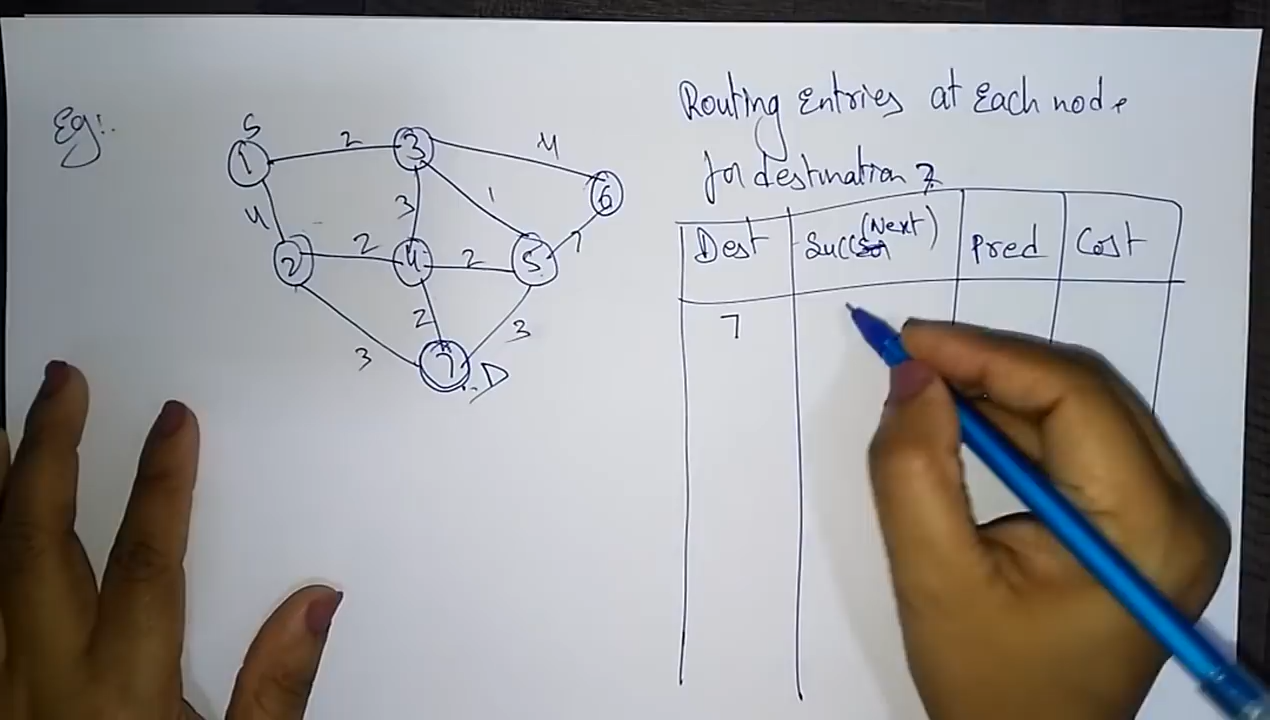 Eg:-
Routing Entries at Each node
for destination 7
S
1
2
3
4
6
4
3
1
2
2
4
2
5
1
2
3
3
7
D
Dest
Succ (Next)
Pred
Cost
7